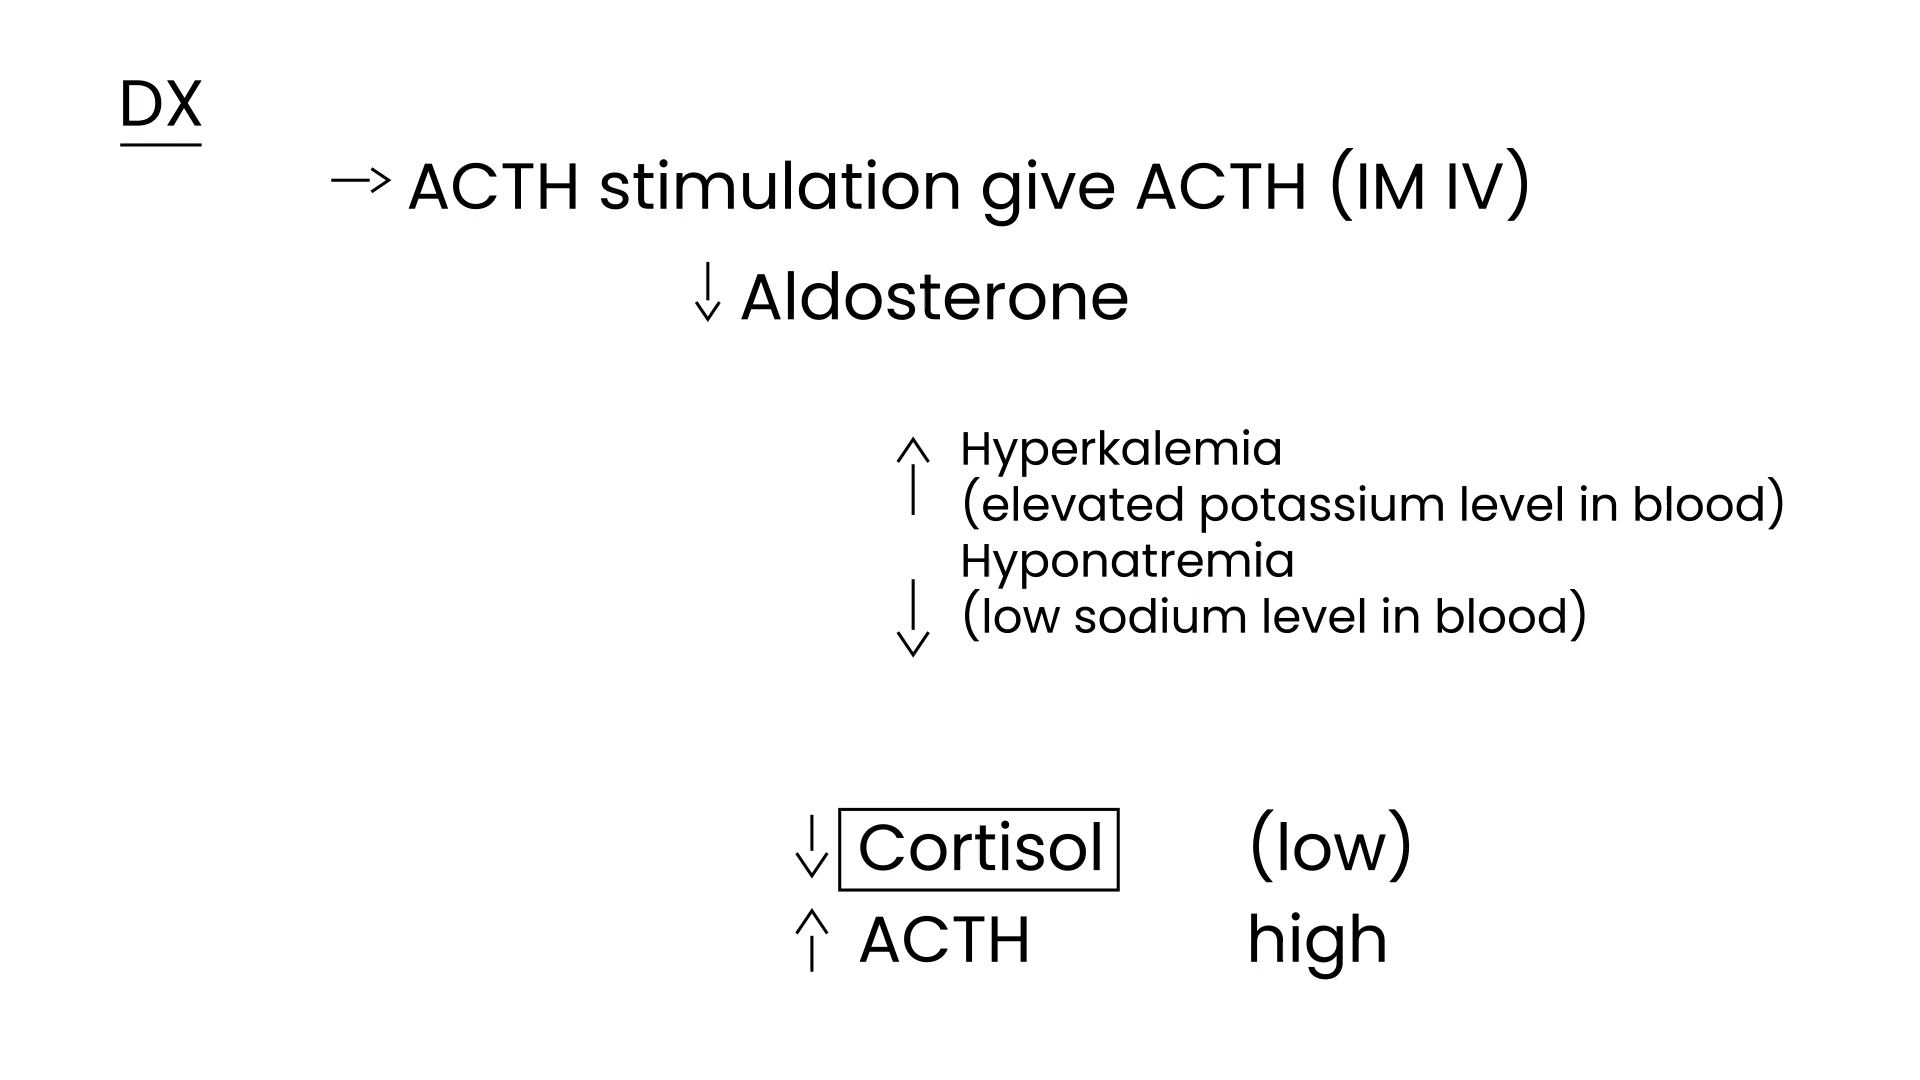 DX
→ ACTH stimulation give ACTH (IM IV)
↓ Aldosterone
↑ Hyperkalemia
(elevated potassium level in blood)
Hyponatremia
↓ (low sodium level in blood)
↓ Cortisol (low)
↑ ACTH high